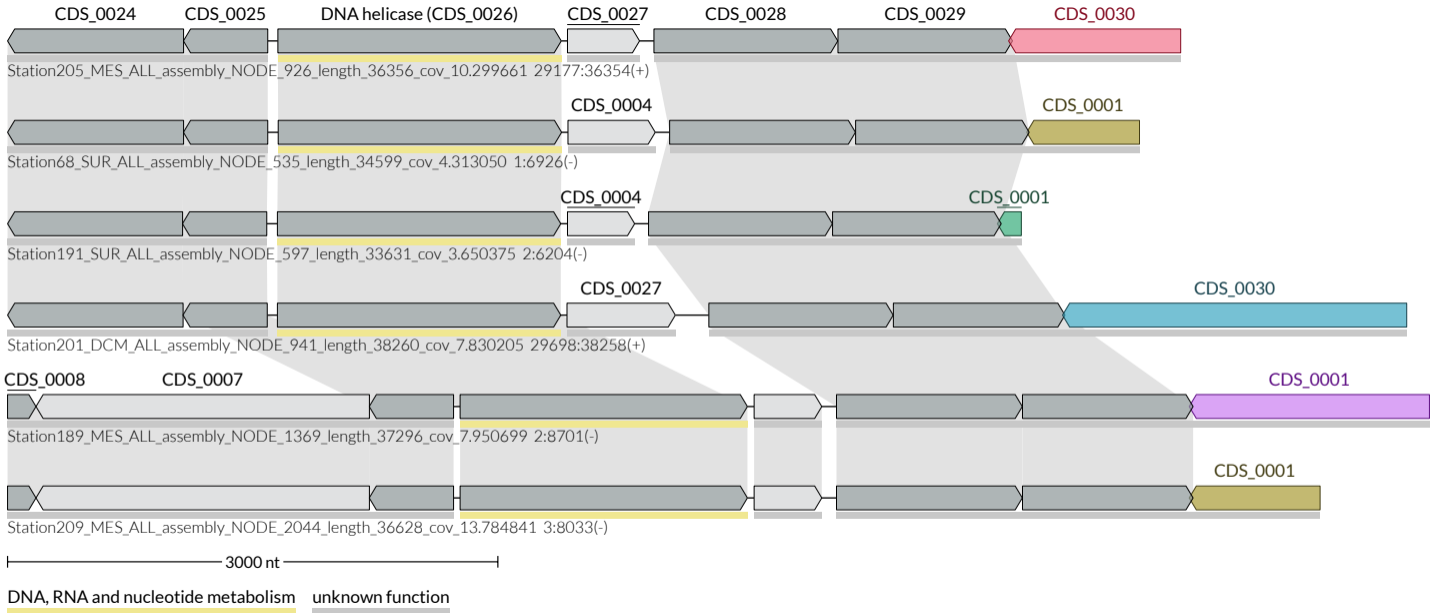 CDS_0024 CDS_0025 DNA helicase (CDS_0026) CDS_0027 CDS_0028 CDS_0029 CDS_0030
Station205_MES_ALL_assembly_NODE_926_length_36356_cov_10.299661 29177:36354(+)
CDS_0004 CDS_0001
Station68_SUR_ALL_assembly_NODE_535_length_34599_cov_4.313050 1:6926(-)
CDS_0004 CDS_0001
Station191_SUR_ALL_assembly_NODE_597_length_33631_cov_3.650375 2:6204(-)
CDS_0027 CDS_0030
Station201_DCM_ALL_assembly_NODE_941_length_38260_cov_7.830205 29698:38258(+)
CDS_0008 CDS_0007 CDS_0001
Station189_MES_ALL_assembly_NODE_1369_length_37296_cov_7.950699 2:8701(-)
CDS_0001
Station209_MES_ALL_assembly_NODE_2044_length_36628_cov_13.784841 3:8033(-)
3000 nt
DNA, RNA and nucleotide metabolism unknown function